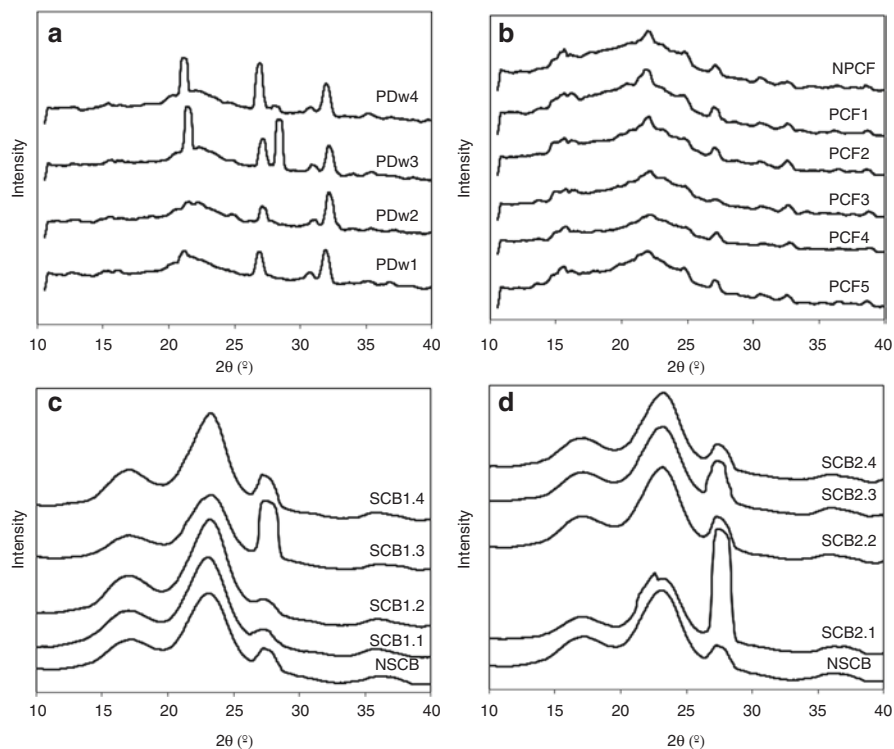 a
PDw4
PDw3
PDw2
PDw1
Intensity
10 15 20 25 30 35 40
2θ (º)
b
NPCF
PCF1
PCF2
PCF3
PCF4
PCF5
Intensity
10 15 20 25 30 35 40
2θ (º)
c
SCB1.4
SCB1.3
SCB1.2
SCB1.1
NSCB
Intensity
10 15 20 25 30 35 40
2θ (º)
d
SCB2.4
SCB2.3
SCB2.2
SCB2.1
NSCB
Intensity
10 15 20 25 30 35 40
2θ (º)